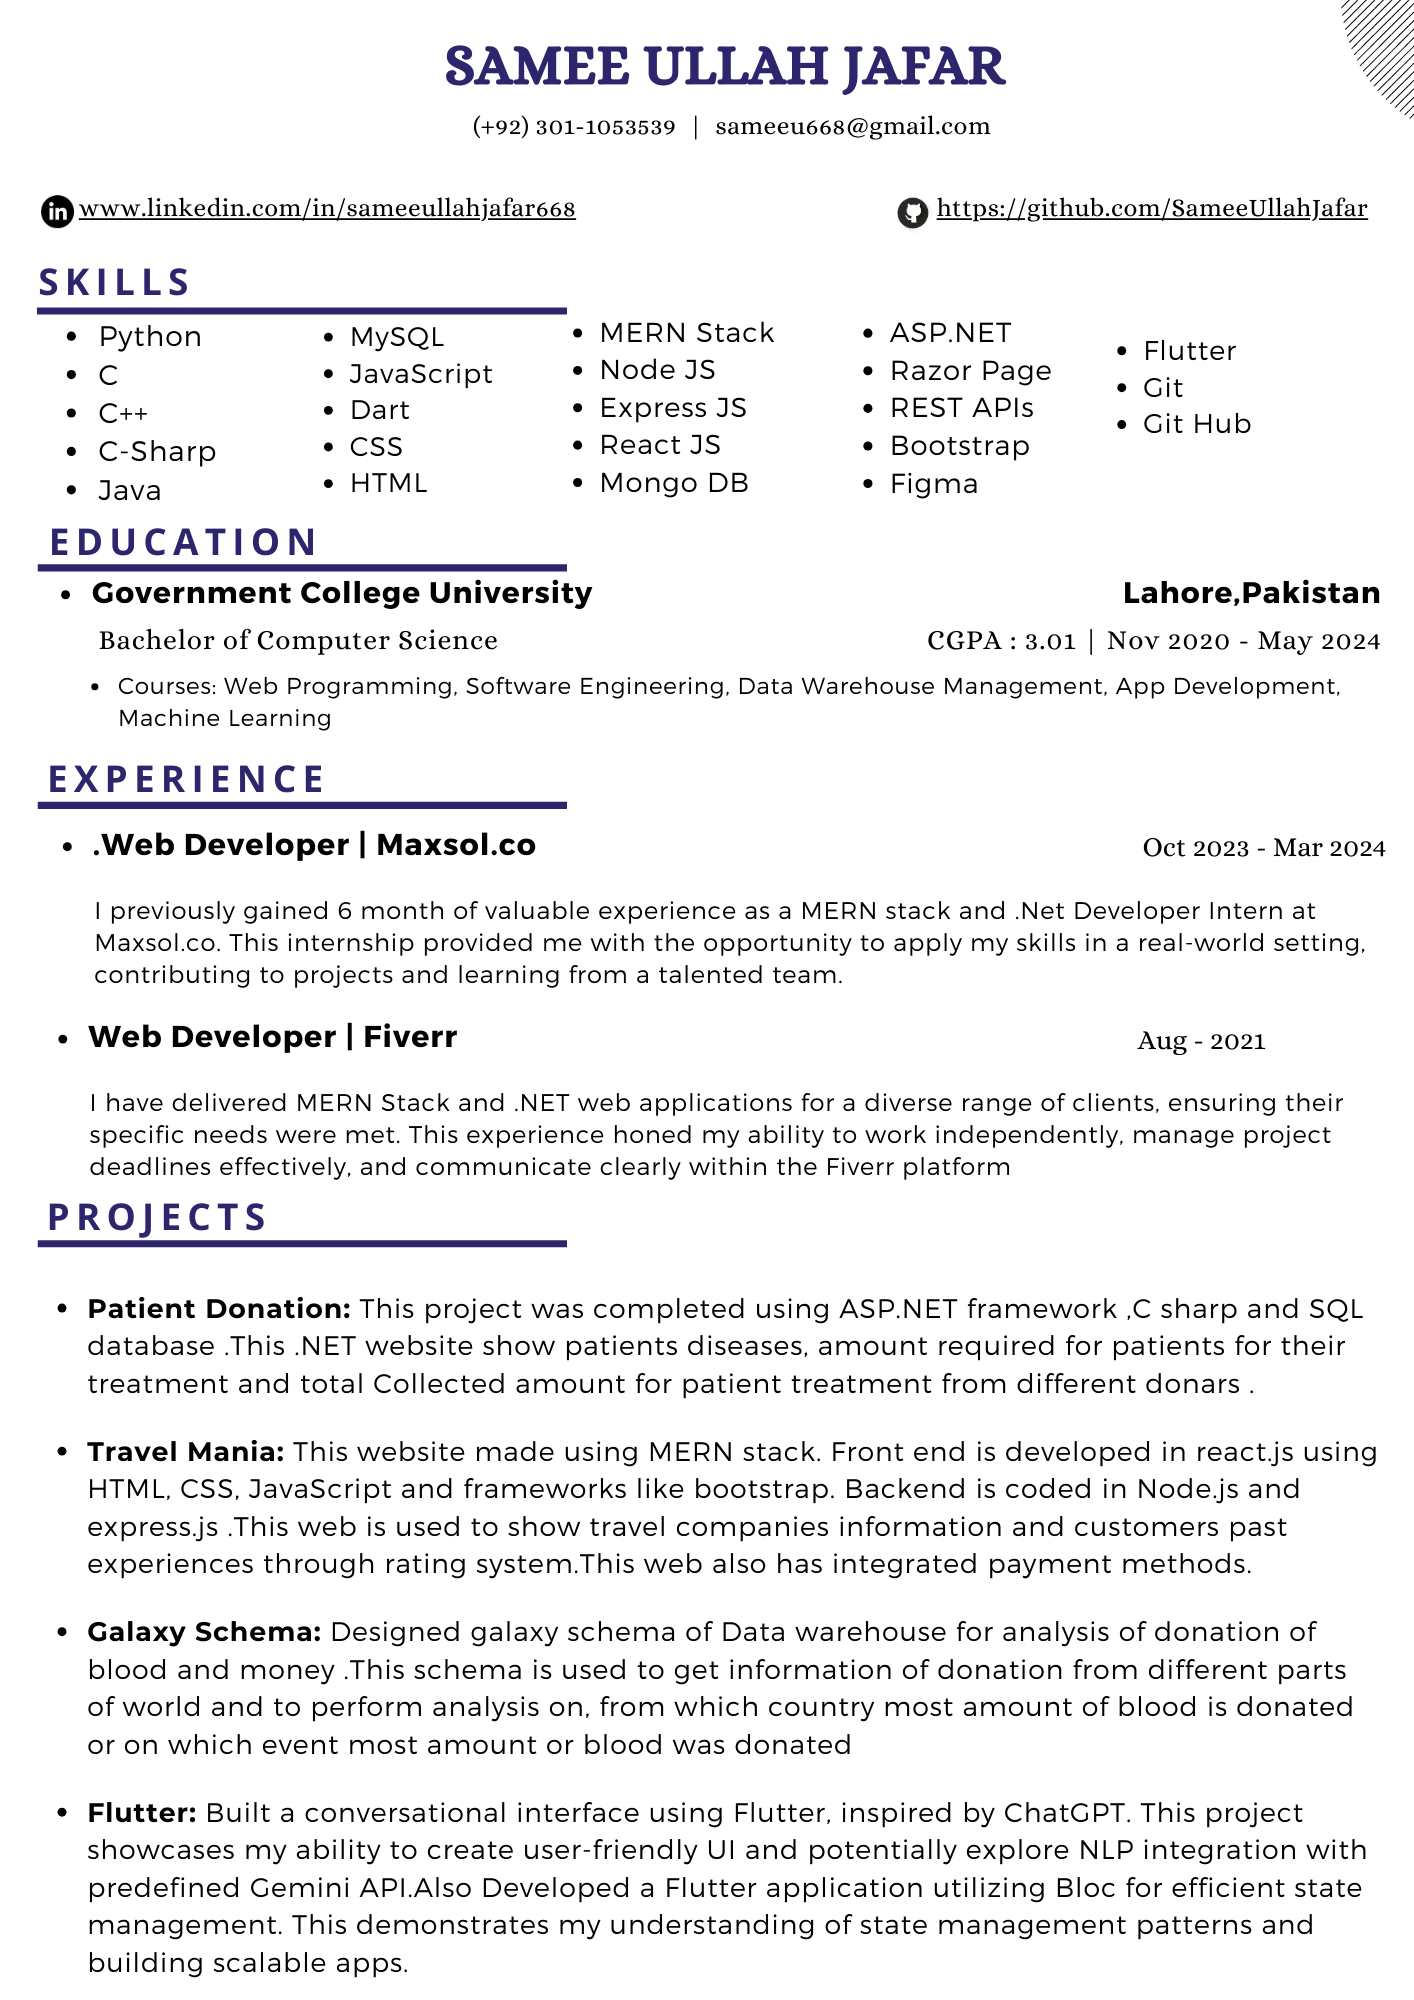 SAMEE ULLAH JAFAR
(+92) 301-1053539 | sameeu668@gmail.com
www.linkedin.com/in/sameeullahjafar668
https://github.com/SameeUllahJafar
SKILLS
Python
C
C++
C-Sharp
Java
MySQL
JavaScript
Dart
CSS
HTML
MERN Stack
Node JS
Express JS
React JS
Mongo DB
ASP.NET
Razor Page
REST APIs
Bootstrap
Figma
Flutter
Git
Git Hub
EDUCATION
Government College University Lahore,Pakistan
Bachelor of Computer Science CGPA : 3.01 | Nov 2020 - May 2024
Courses: Web Programming, Software Engineering, Data Warehouse Management, App Development,
Machine Learning
EXPERIENCE
.Web Developer | Maxsol.co Oct 2023 - Mar 2024
I previously gained 6 month of valuable experience as a MERN stack and .Net Developer Intern at
Maxsol.co. This internship provided me with the opportunity to apply my skills in a real-world setting,
contributing to projects and learning from a talented team.
Web Developer | Fiverr Aug - 2021
I have delivered MERN Stack and .NET web applications for a diverse range of clients, ensuring their
specific needs were met. This experience honed my ability to work independently, manage project
deadlines effectively, and communicate clearly within the Fiverr platform
PROJECTS
Patient Donation: This project was completed using ASP.NET framework ,C sharp and SQL
database .This .NET website show patients diseases, amount required for patients for their
treatment and total Collected amount for patient treatment from different donars .
Travel Mania: This website made using MERN stack. Front end is developed in react.js using
HTML, CSS, JavaScript and frameworks like bootstrap. Backend is coded in Node.js and
express.js .This web is used to show travel companies information and customers past
experiences through rating system.This web also has integrated payment methods.
Galaxy Schema: Designed galaxy schema of Data warehouse for analysis of donation of
blood and money .This schema is used to get information of donation from different parts
of world and to perform analysis on, from which country most amount of blood is donated
or on which event most amount or blood was donated
Flutter: Built a conversational interface using Flutter, inspired by ChatGPT. This project
showcases my ability to create user-friendly UI and potentially explore NLP integration with
predefined Gemini API.Also Developed a Flutter application utilizing Bloc for efficient state
management. This demonstrates my understanding of state management patterns and
building scalable apps.